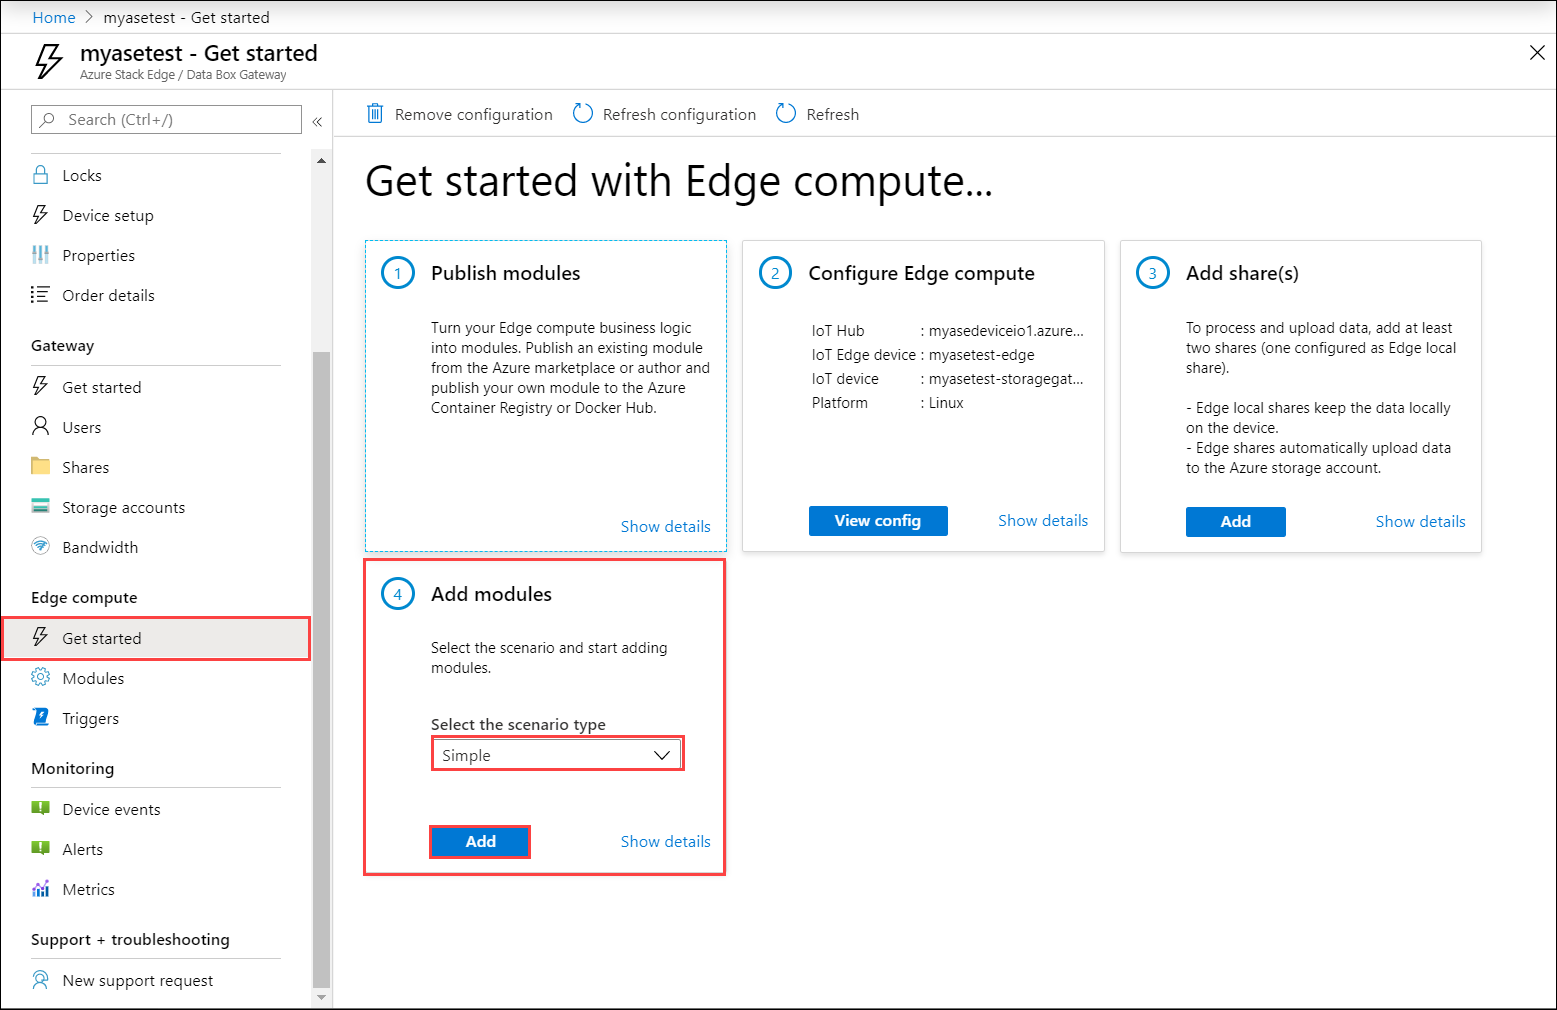 Home > myasetest - Get started
myasetest - Get started
Azure Stack Edge / Data Box Gateway
Search (Ctrl+/)
«
Locks
Device setup
Properties
Order details
Gateway
Get started
Users
Shares
Storage accounts
Bandwidth
Edge compute
Get started
Modules
Triggers
Monitoring
Device events
Alerts
Metrics
Support + troubleshooting
New support request
Remove configuration Refresh configuration Refresh
Get started with Edge compute...
1 Publish modules
Turn your Edge compute business logic
into modules. Publish an existing module
from the Azure marketplace or author and
publish your own module to the Azure
Container Registry or Docker Hub.
Show details
2 Configure Edge compute
IoT Hub : myasedeviceio1.azure...
IoT Edge device : myasetest-edge
IoT device : myasetest-storagegat...
Platform : Linux
View config Show details
3 Add share(s)
To process and upload data, add at least
two shares (one configured as Edge local
share).
- Edge local shares keep the data locally
on the device.
- Edge shares automatically upload data
to the Azure storage account.
Add Show details
4 Add modules
Select the scenario and start adding
modules.
Select the scenario type
Simple
Add Show details